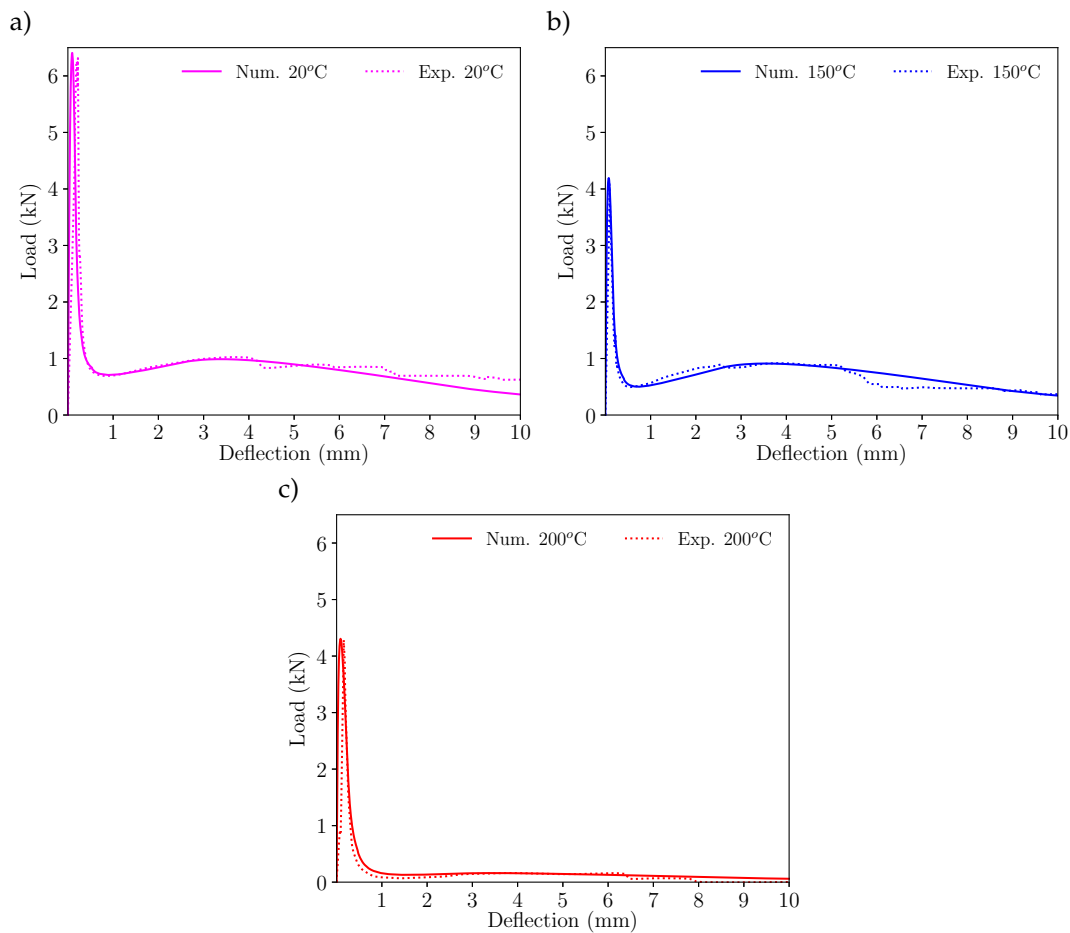 a)
Num. 20°C
Exp. 20°C
6
5
4
3
2
1
0
Load (kN)
1 2 3 4 5 6 7 8 9 10
Deflection (mm)
b)
Num. 150°C
Exp. 150°C
6
5
4
3
2
1
0
Load (kN)
1 2 3 4 5 6 7 8 9 10
Deflection (mm)
c)
Num. 200°C
Exp. 200°C
6
5
4
3
2
1
0
Load (kN)
1 2 3 4 5 6 7 8 9 10
Deflection (mm)